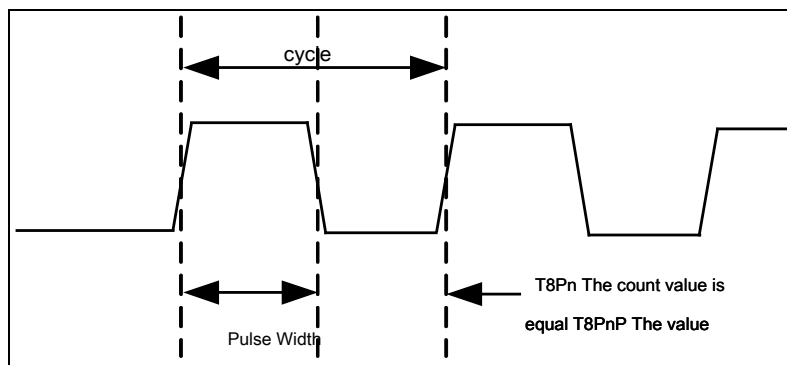 cycle
T8Pn The count value is
equal T8PnP The value
Pulse Width